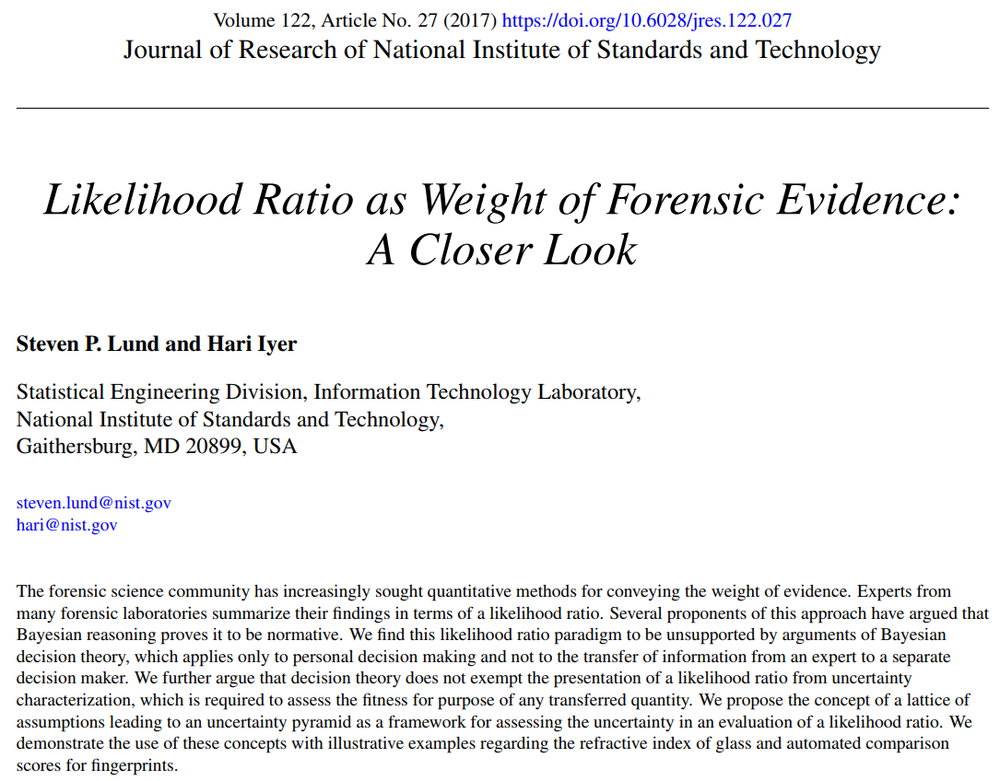 Volume 122, Article No. 27 (2017) https://doi.org/10.6028/jres.122.027
Journal of Research of National Institute of Standards and Technology
Likelihood Ratio as Weight of Forensic Evidence:
A Closer Look
Steven P. Lund and Hari Iyer
Statistical Engineering Division, Information Technology Laboratory,
National Institute of Standards and Technology,
Gaithersburg, MD 20899, USA
steven.lund@nist.gov
hari@nist.gov
The forensic science community has increasingly sought quantitative methods for conveying the weight of evidence. Experts from
many forensic laboratories summarize their findings in terms of a likelihood ratio. Several proponents of this approach have argued that
Bayesian reasoning proves it to be normative. We find this likelihood ratio paradigm to be unsupported by arguments of Bayesian
decision theory, which applies only to personal decision making and not to the transfer of information from an expert to a separate
decision maker. We further argue that decision theory does not exempt the presentation of a likelihood ratio from uncertainty
characterization, which is required to assess the fitness for purpose of any transferred quantity. We propose the concept of a lattice of
assumptions leading to an uncertainty pyramid as a framework for assessing the uncertainty in an evaluation of a likelihood ratio. We
demonstrate the use of these concepts with illustrative examples regarding the refractive index of glass and automated comparison
scores for fingerprints.